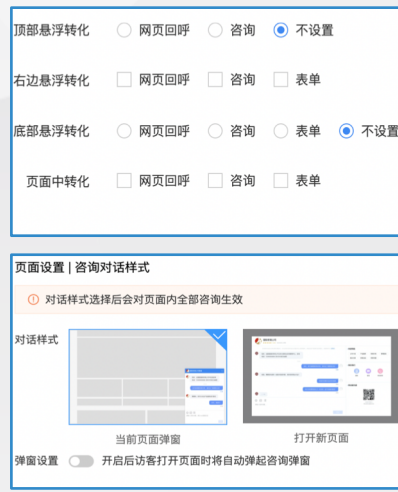 顶部悬浮转化 网页回呼 咨询 不设置
右边悬浮转化 网页回呼 咨询 表单
底部悬浮转化 网页回呼 咨询 表单 不设置
页面中转化 网页回呼 咨询 表单
页面设置 | 咨询对话样式
对话样式选择后会对页面内全部咨询生效
对话样式
当前页面弹窗 打开新页面
弹窗设置 开启后访客打开页面时将自动弹起咨询弹窗